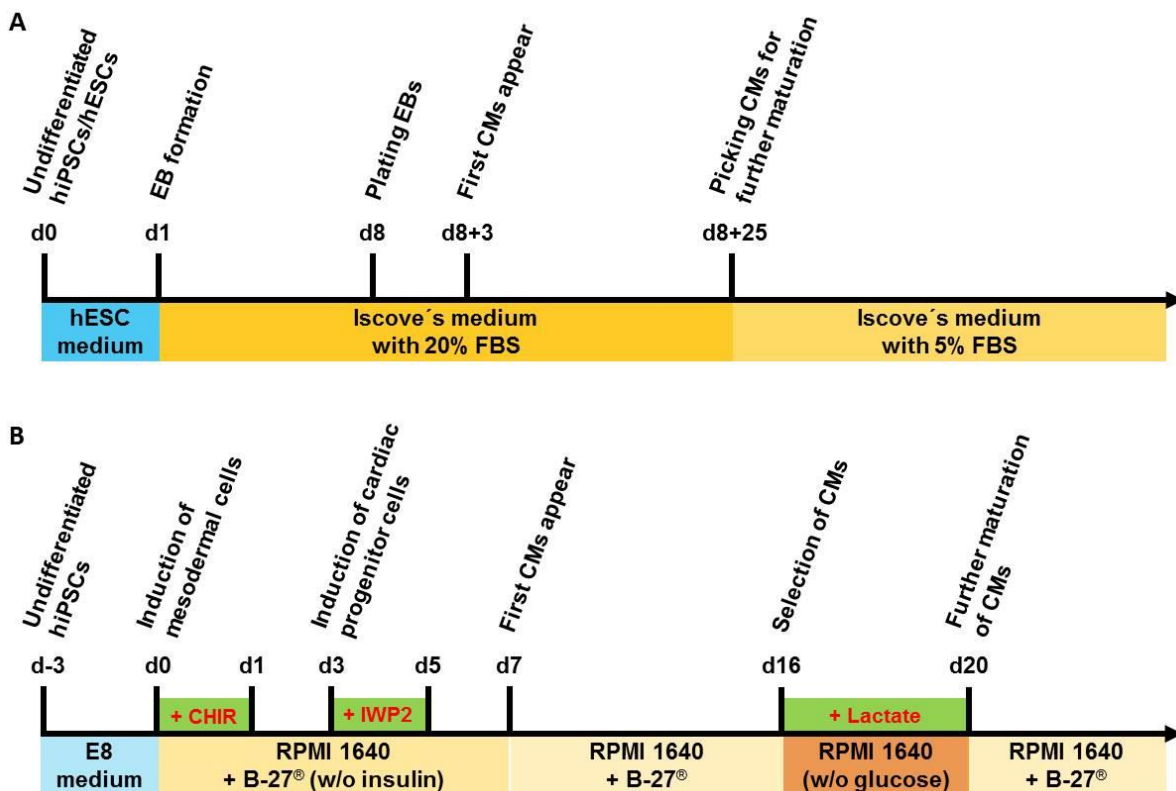 A
Undifferentiated
hiPSCs/hESCs
EB formation
Plating EBs
First CMs appear
Picking CMs for
further maturation
d0
d1
d8
d8+3
d8+25
hESC
medium
Iscove´s medium
with 20% FBS
Iscove´s medium
with 5% FBS
B
Undifferentiated
hiPSCs
Induction of
mesodermal cells
Induction of cardiac
progenitor cells
First CMs appear
Selection of CMs
Further maturation
of CMs
d-3
d0
d1
d3
d5
d7
d16
d20
+ CHIR
+ IWP2
+ Lactate
E8
medium
RPMI 1640
+ B-27® (w/o insulin)
RPMI 1640
+ B-27®
RPMI 1640
(w/o glucose)
RPMI 1640
+ B-27®